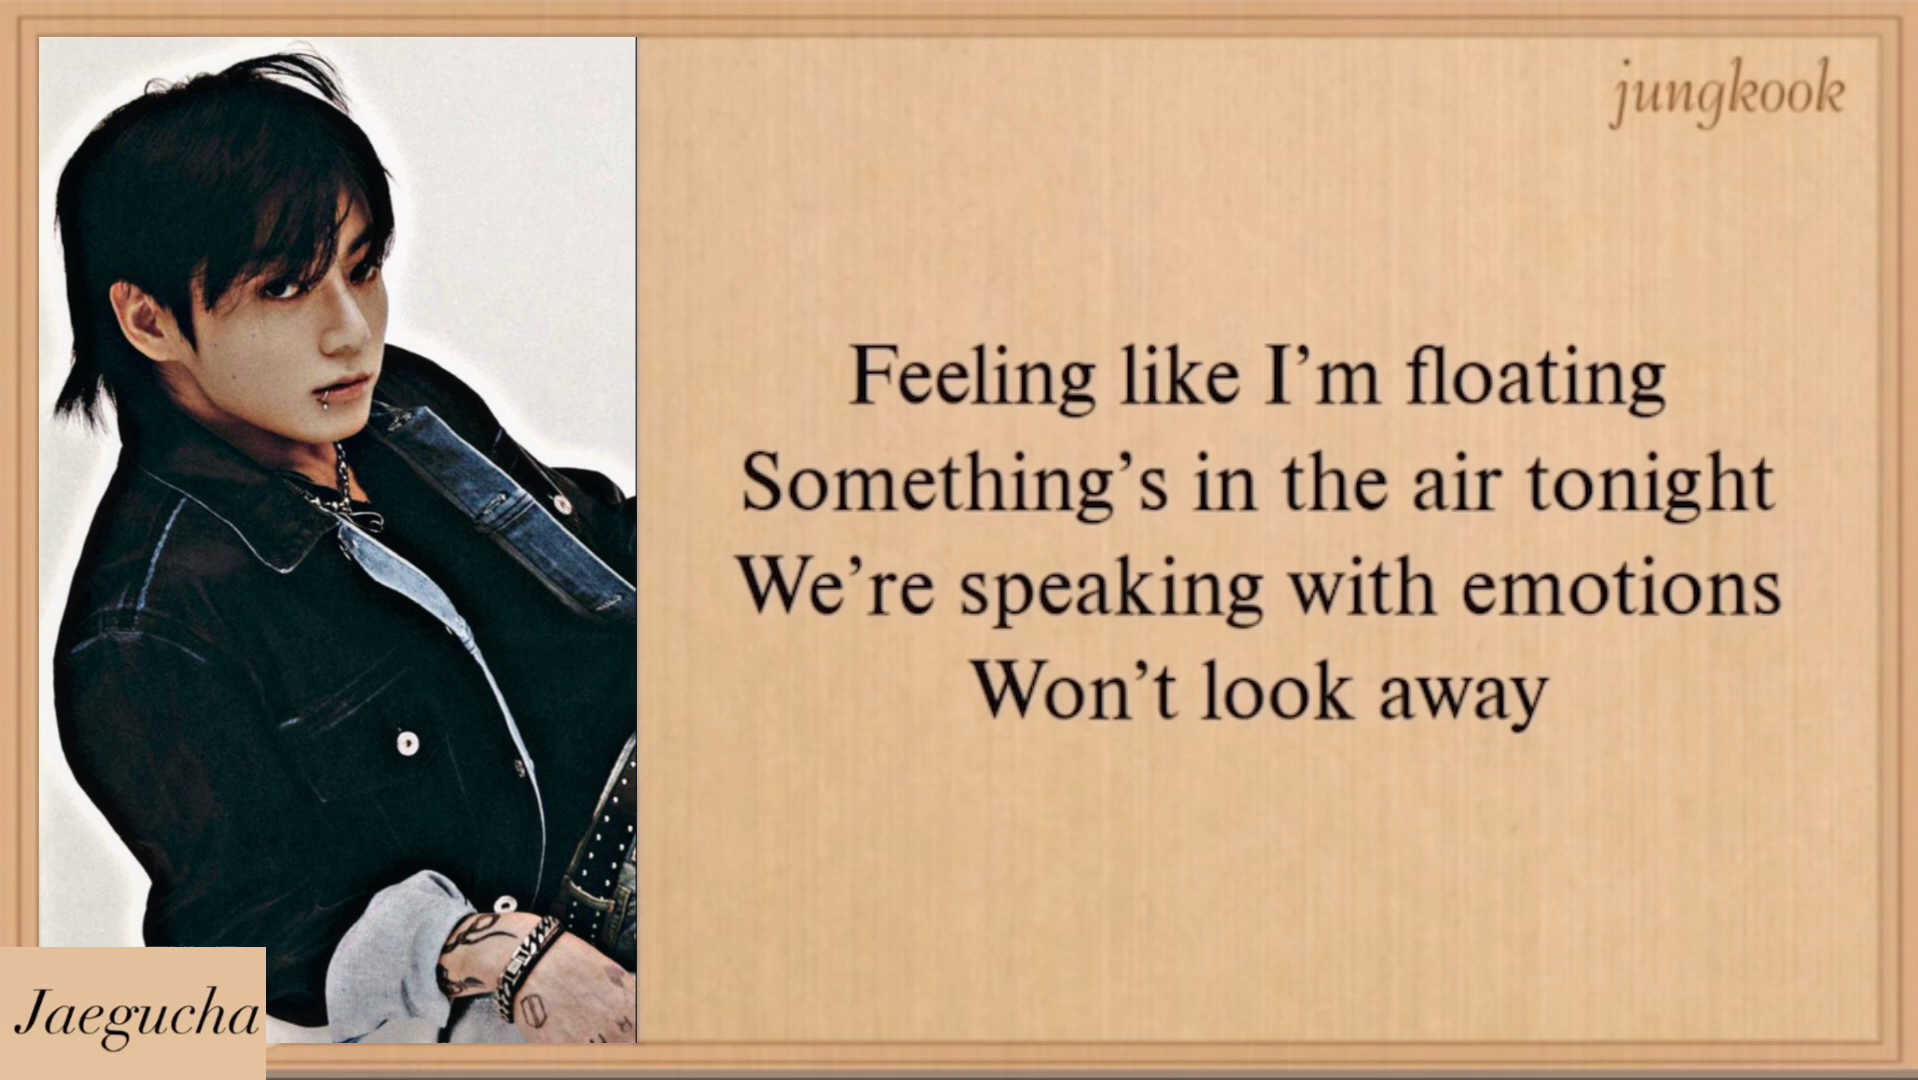 jungkook
Feeling like I’m floating
Something’s in the air tonight
We’re speaking with emotions
Won’t look away
Jaegucha